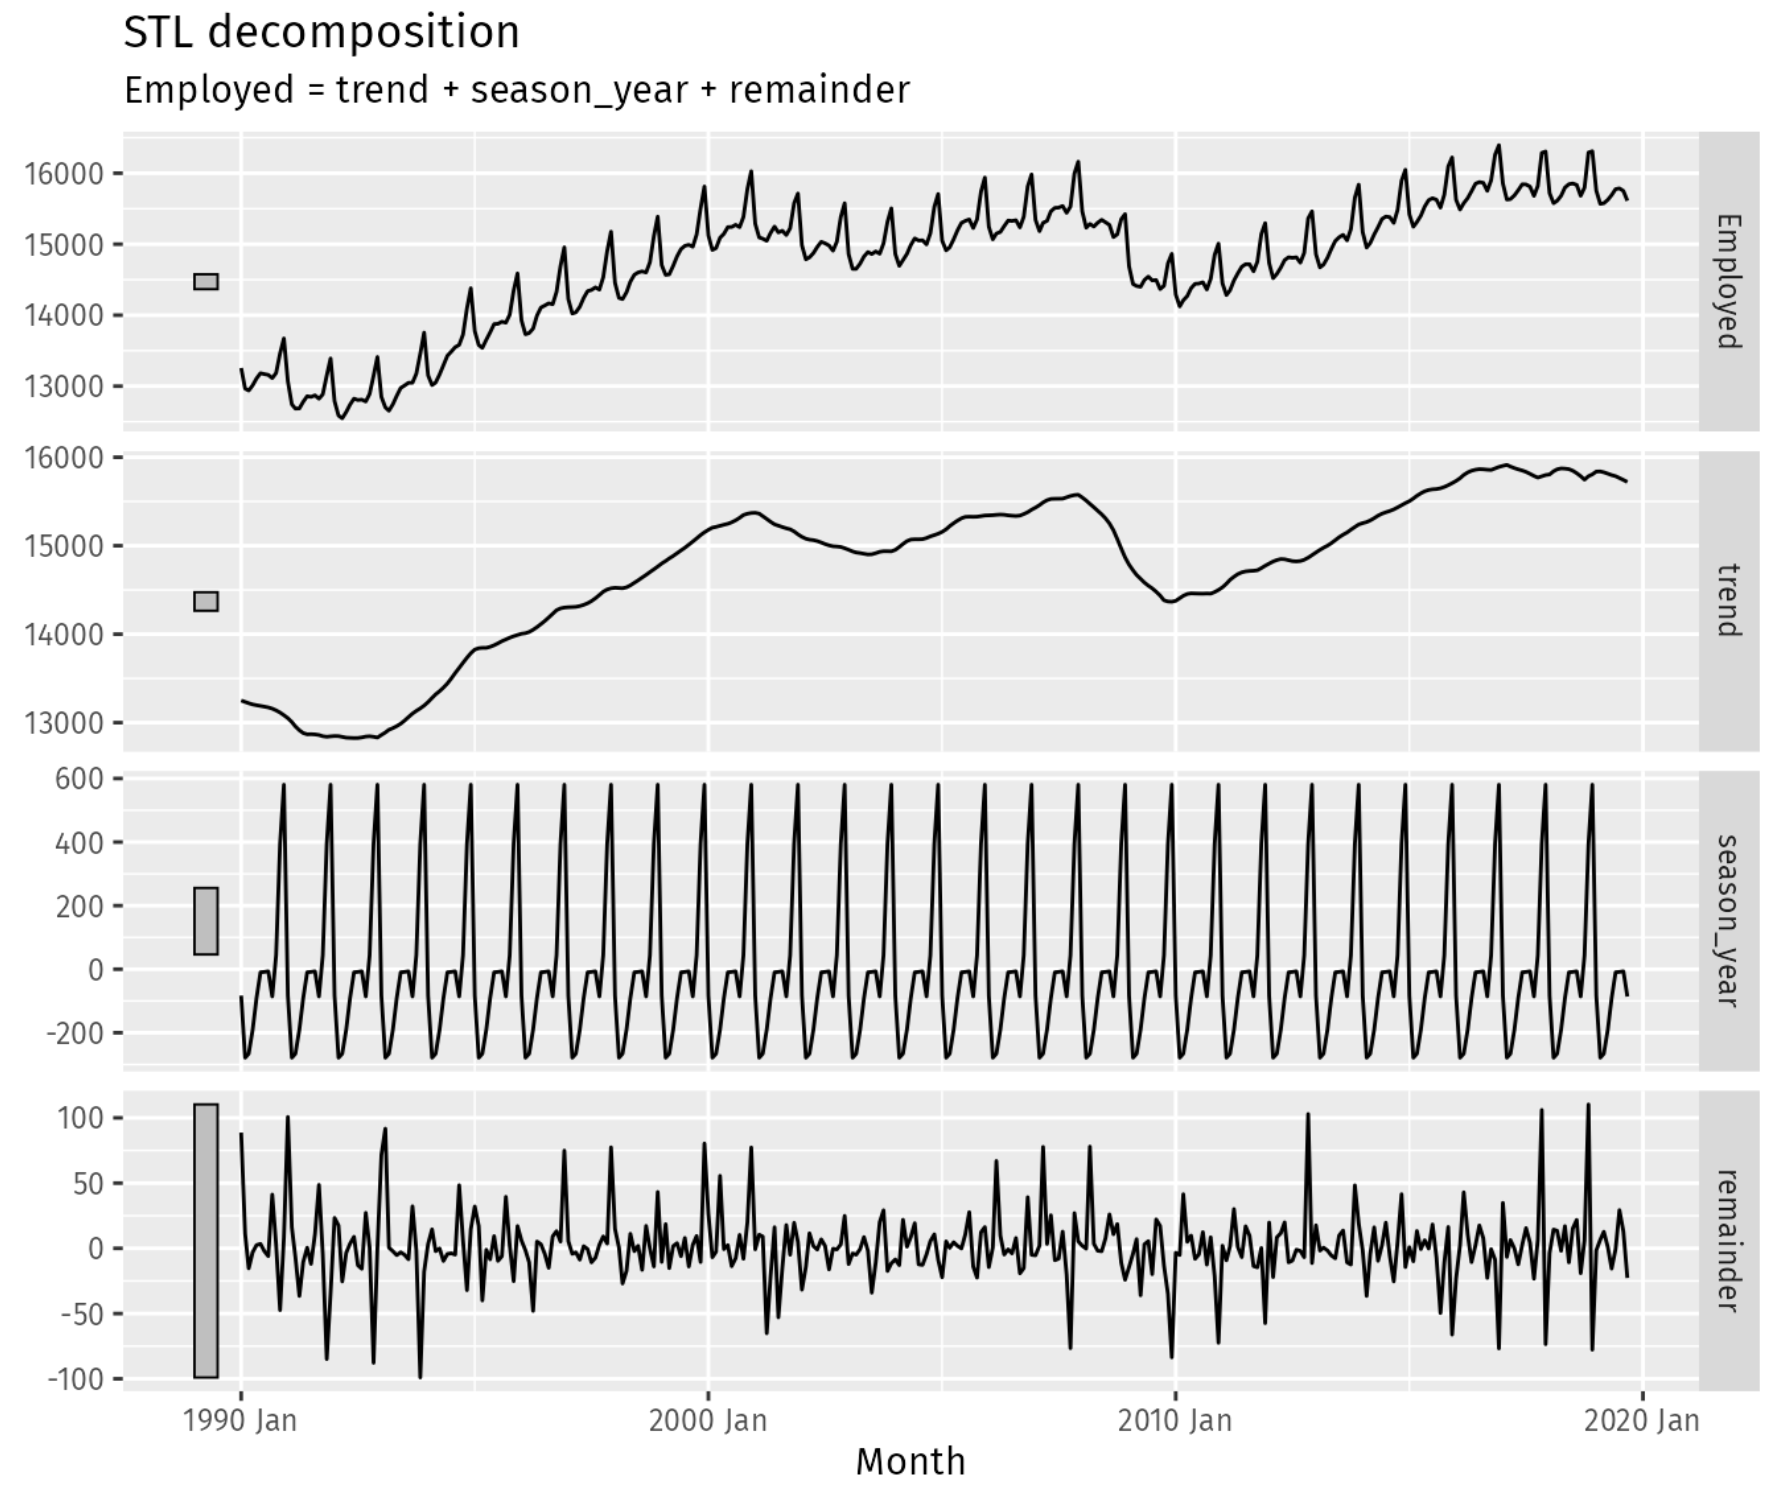 STL decomposition
Employed = trend + season_year + remainder
16000
15000
14000
13000
Employed
16000
15000
14000
13000
trend
600
400
200
0
-200
season_year
100
50
0
-50
-100
remainder
1990 Jan
2000 Jan
2010 Jan
2020 Jan
Month